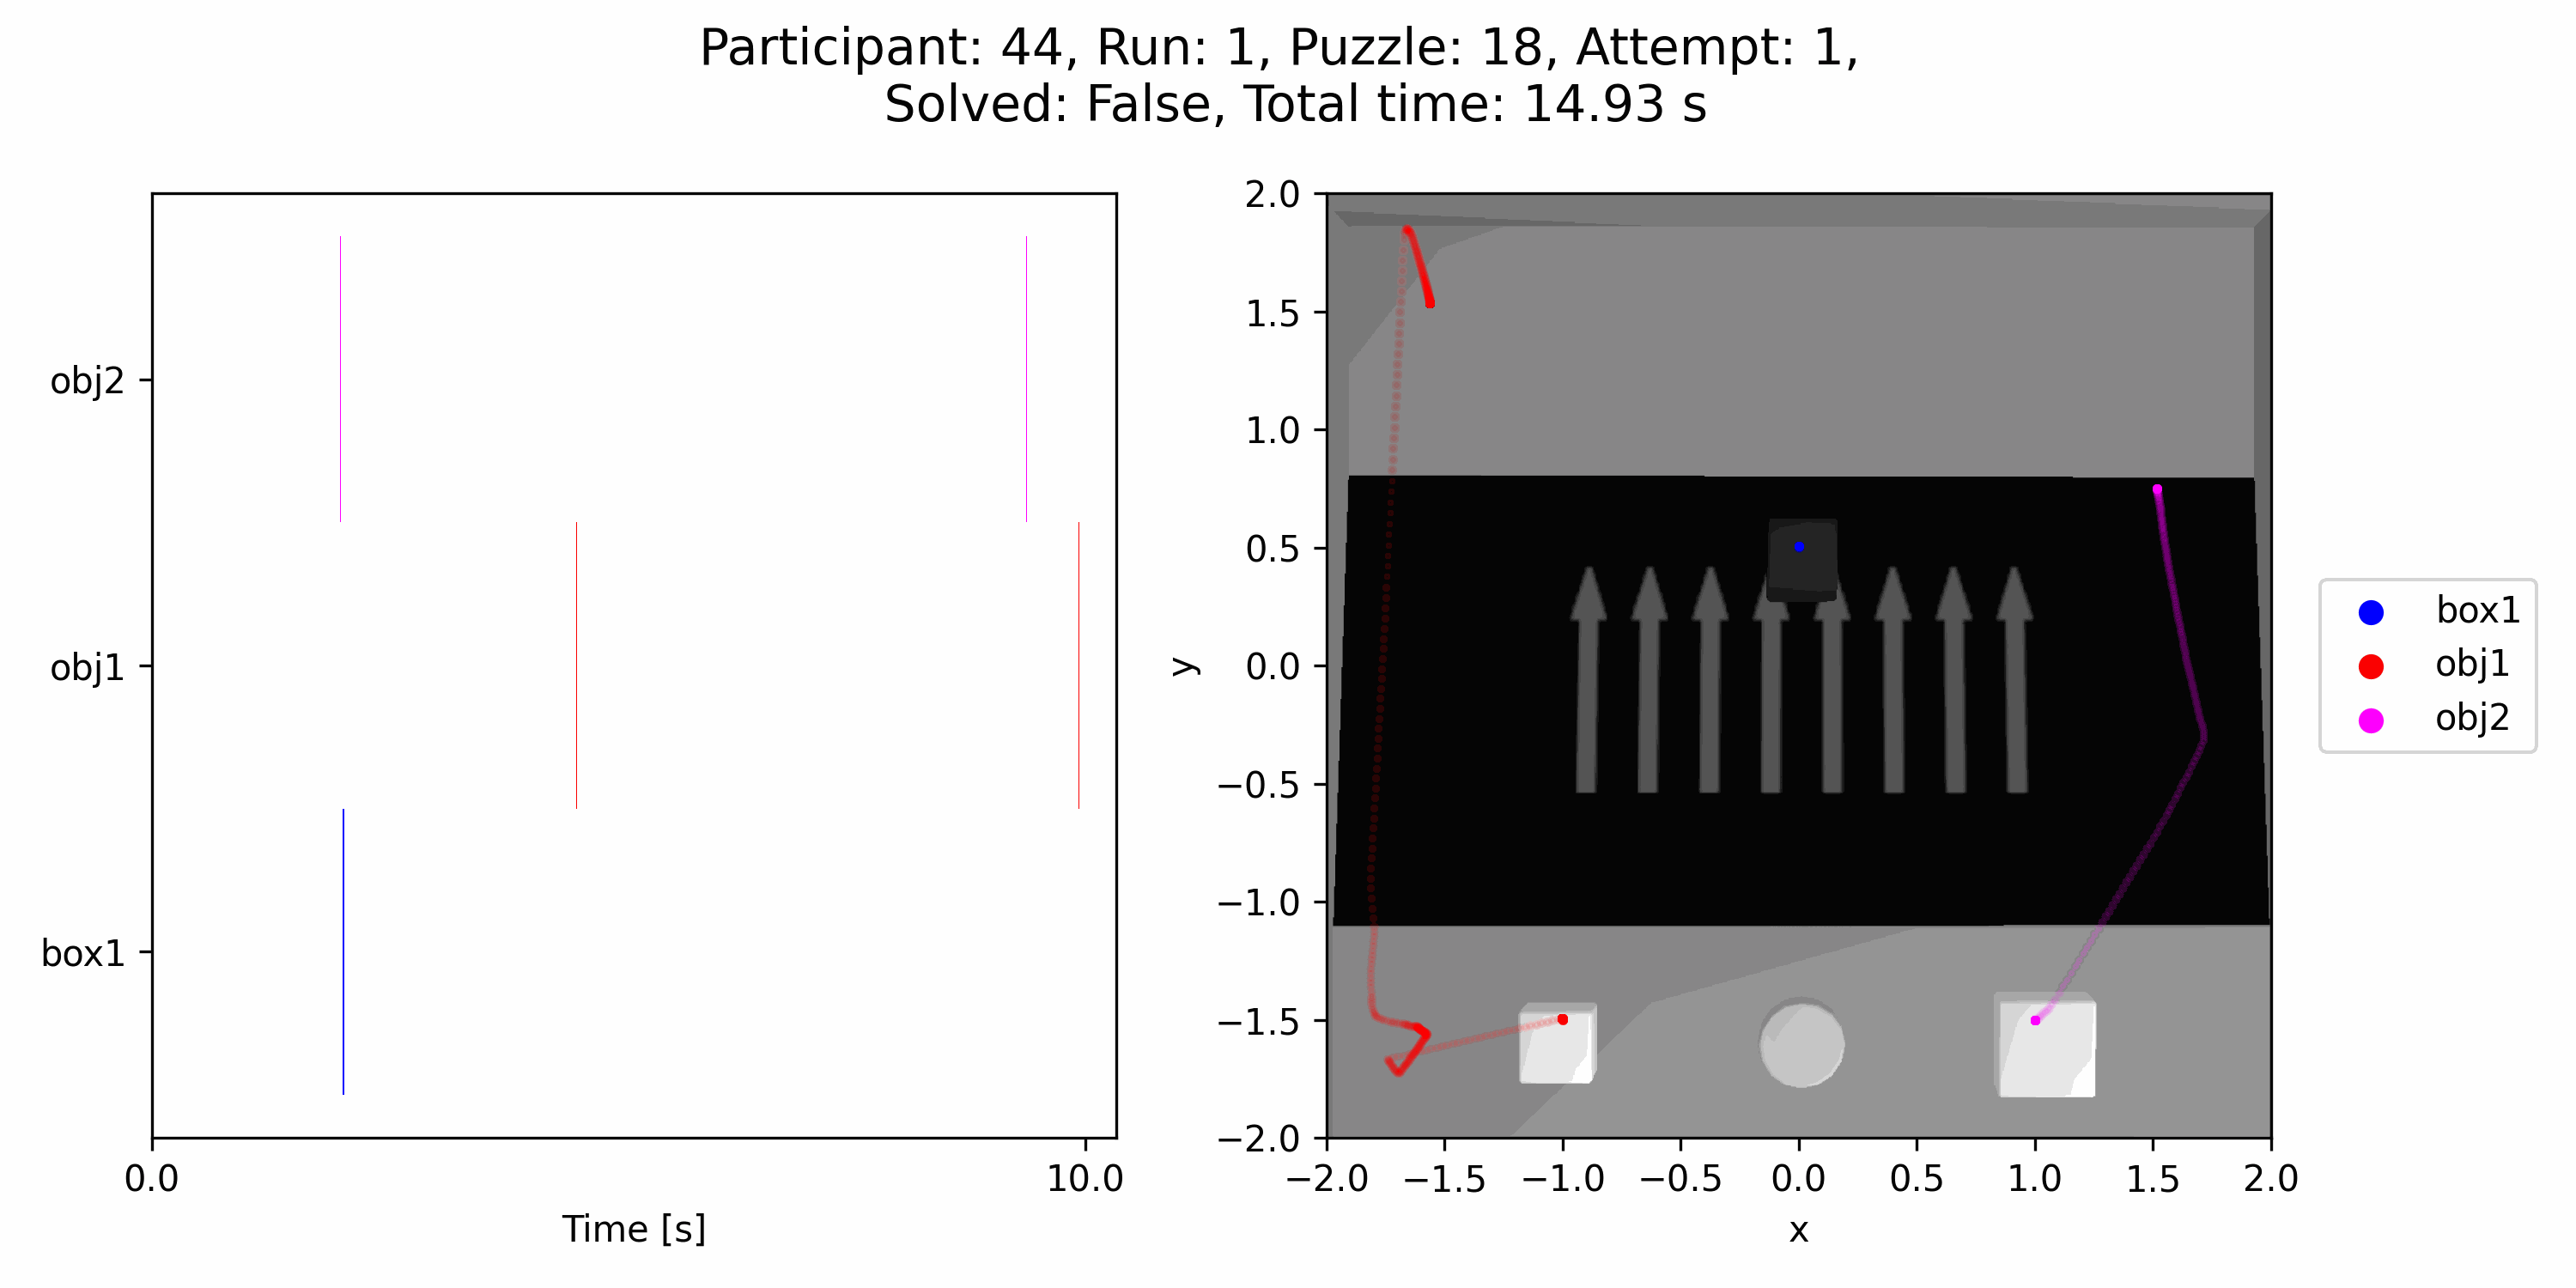 Participant: 44, Run: 1, Puzzle: 18, Attempt: 1,
Solved: False, Total time: 14.93 s
obj2
obj1
box1
0.0
10.0
Time [s]
2.0
1.5
1.0
0.5
0.0
−0.5
−1.0
−1.5
−2.0
y
−2.0
−1.5
−1.0
−0.5
0.0
0.5
1.0
1.5
2.0
x
box1
obj1
obj2